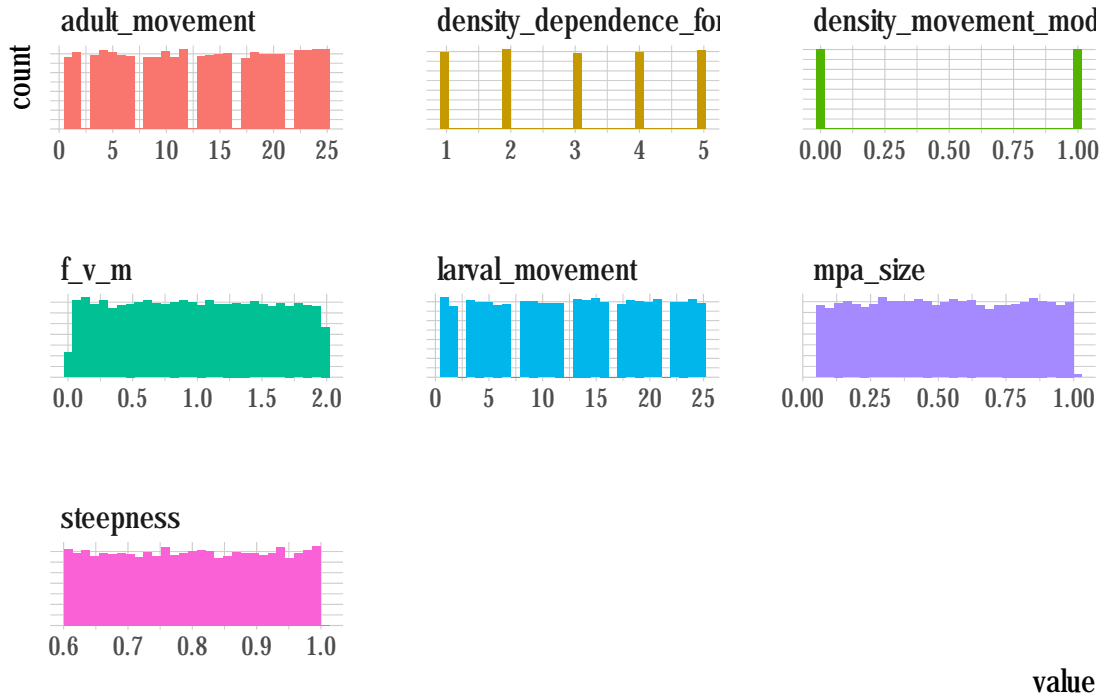 adult_movement density_dependence_for density_movement_mod
count
0 5 10 15 20 25 1 2 3 4 5 0.00 0.25 0.50 0.75 1.00
f_v_m larval_movement mpa_size
0.0 0.5 1.0 1.5 2.0 0 5 10 15 20 25 0.00 0.25 0.50 0.75 1.00
steepness
0.6 0.7 0.8 0.9 1.0
value